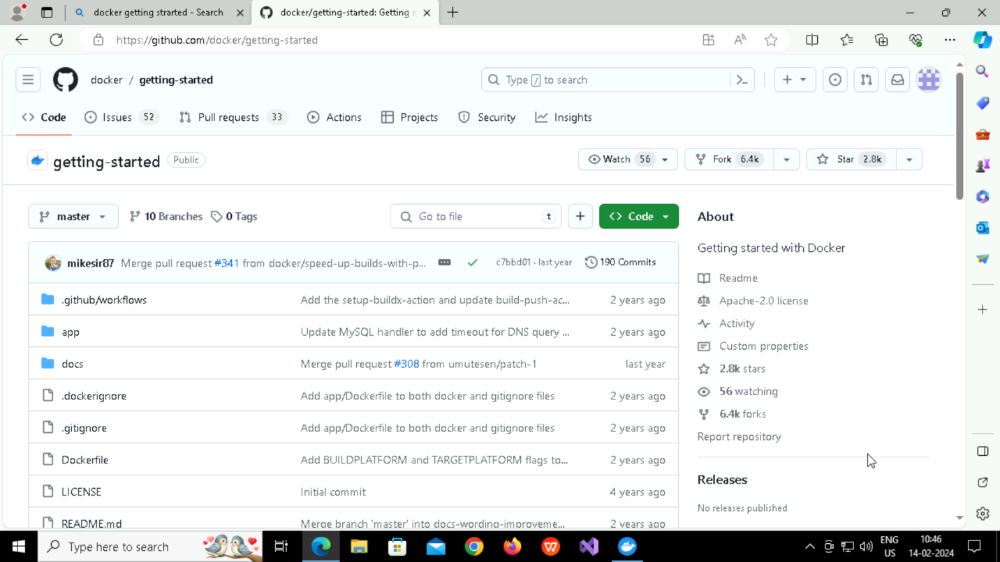 docker getting strarted - Search
docker/getting-started: Getting s
https://github.com/docker/getting-started
docker / getting-started
Type / to search
Code
Issues 52
Pull requests 33
Actions
Projects
Security
Insights
getting-started Public
Watch 56
Fork 6.4k
Star 2.8k
master
10 Branches
0 Tags
Go to file t
Code
mikesir87 Merge pull request #341 from docker/speed-up-builds-with-p... c7bbd01 · last year 190 Commits
.github/workflows Add the setup-buildx-action and update build-push-ac... 2 years ago
app Update MySQL handler to add timeout for DNS query ... 2 years ago
docs Merge pull request #308 from umutesen/patch-1 last year
.dockerignore Add app/Dockerfile to both docker and gitignore files 2 years ago
.gitignore Add app/Dockerfile to both docker and gitignore files 2 years ago
Dockerfile Add BUILDPLATFORM and TARGETPLATFORM flags to... 2 years ago
LICENSE Initial commit 4 years ago
README.md Merge branch 'master' into docs-wording-improveme... 2 years ago
About
Getting started with Docker
Readme
Apache-2.0 license
Activity
Custom properties
2.8k stars
56 watching
6.4k forks
Report repository
Releases
No releases published
Type here to search
ENG
US
10:46
14-02-2024